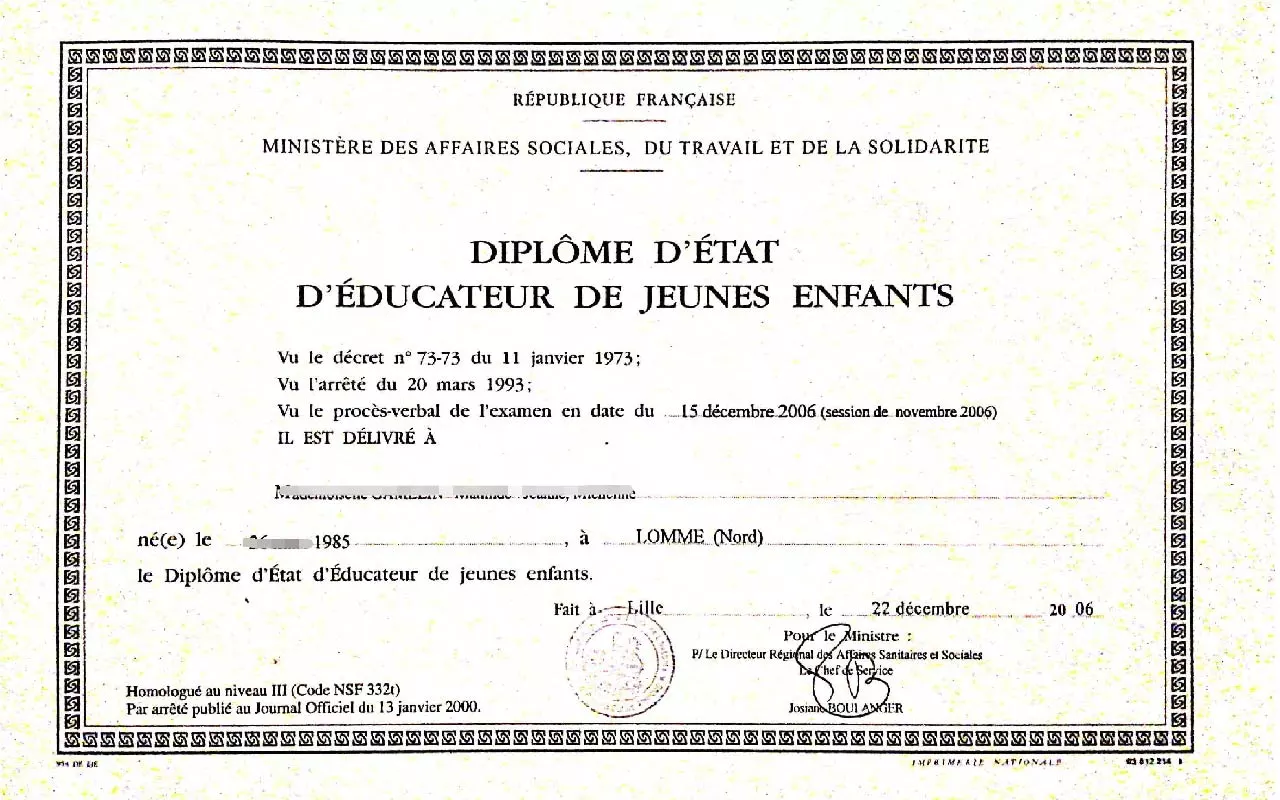 RÉPUBLIQUE FRANÇAISE
MINISTÈRE DES AFFAIRES SOCIALES, DU TRAVAIL ET DE LA SOLIDARITE
DIPLÔME D'ÉTAT
D'ÉDUCATEUR DE JEUNES ENFANTS
Vu le décret n° 73-73 du 11 janvier 1973;
Vu l'arrêté du 20 mars 1993;
Vu le procès-verbal de l'examen en date du 15 décembre 2006 (session de novembre 2006)
IL EST DÉLIVRÉ À
né(e) le 1985, à LOMME (Nord)
le Diplôme d'État d'Éducateur de jeunes enfants.
Fait à Lille, le 22 décembre 20 06
Pour le Ministre :
P/ Le Directeur Régional des Affaires Sanitaires et Sociales
Le Chef de Service
Josiane BOULANGER
Homologué au niveau III (Code NSF 332t)
Par arrêté publié au Journal Officiel du 13 janvier 2000.
IMPRIMERIE NATIONALE